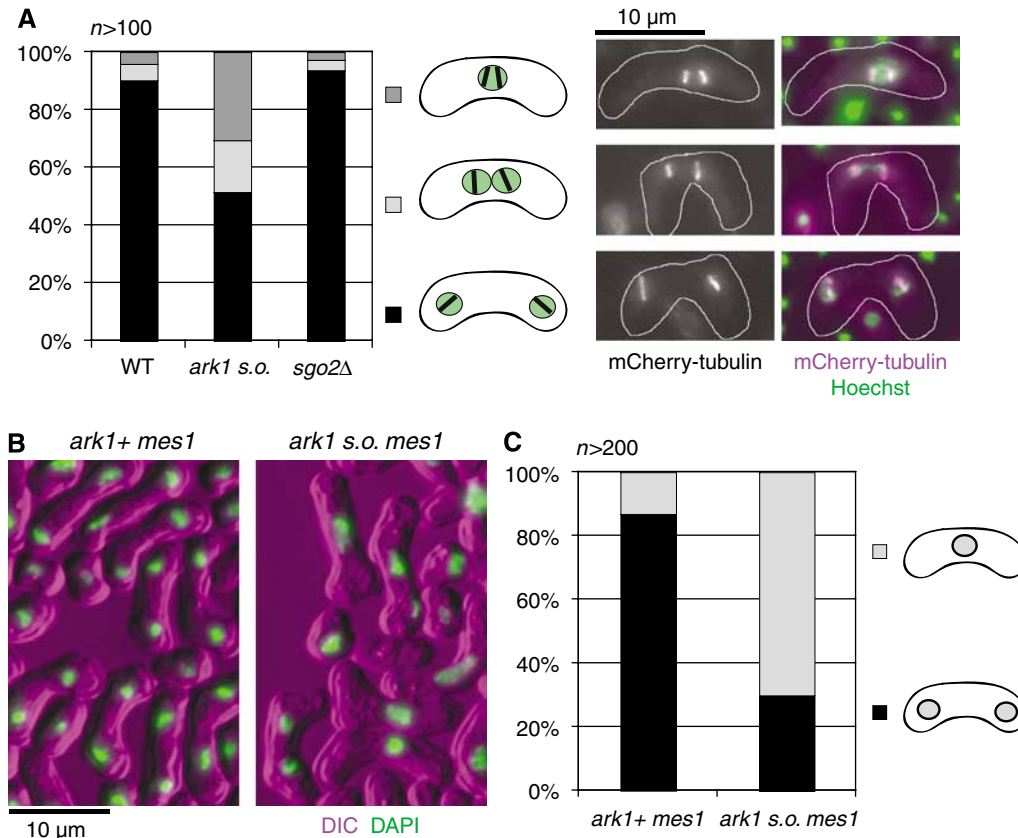 A
n>100
100%
80%
60%
40%
20%
0%
WT
ark1 s.o.
sgo2Δ
10 µm
mCherry-tubulin
mCherry-tubulin
Hoechst
B
ark1+ mes1
ark1 s.o. mes1
10 µm
DIC DAPI
C
n>200
100%
80%
60%
40%
20%
0%
ark1+ mes1
ark1 s.o. mes1